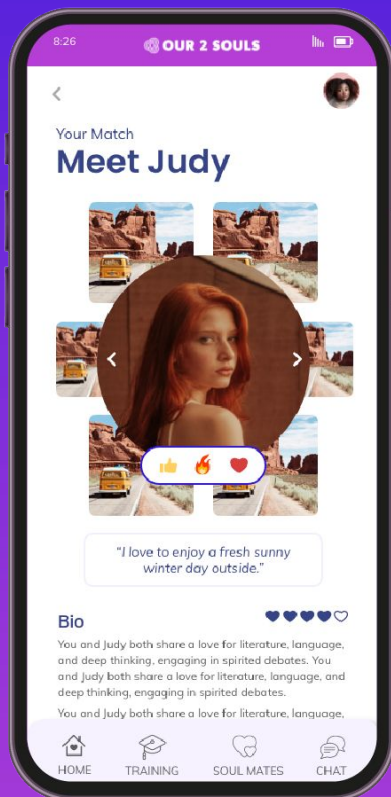 8:26
OUR 2 SOULS
Your Match
Meet Judy
“I love to enjoy a fresh sunny
winter day outside.”
Bio
You and Judy both share a love for literature, language,
and deep thinking, engaging in spirited debates. You
and Judy both share a love for literature, language, and
deep thinking, engaging in spirited debates.
You and Judy both share a love for literature, language,
HOME
TRAINING
SOUL MATES
CHAT